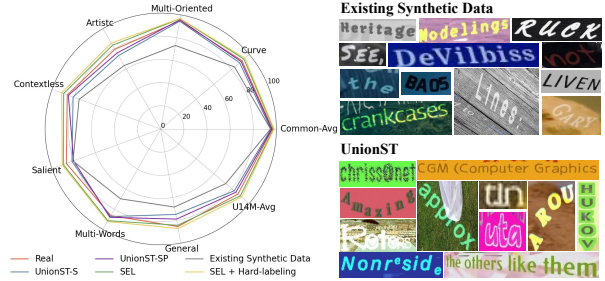 Multi-Oriented
Artistc
Curve
Contextless
100
80
60
40
20
0
Common-Avg
Salient
U14M-Avg
Multi-Words
General
Real
UnionST-SP
Existing Synthetic Data
UnionST-S
SEL
SEL + Hard-labeling
Existing Synthetic Data
Heritage
Modelings
RUCK
SEE,
DeVilbiss
not
the
BAOS
Lines:
LIVEN
crankcases
GARY
UnionST
chriss@net
CGM (Computer Graphics
Amazing
approx
tin
AROU
HUKOV
uta
Nonreside
the others like them